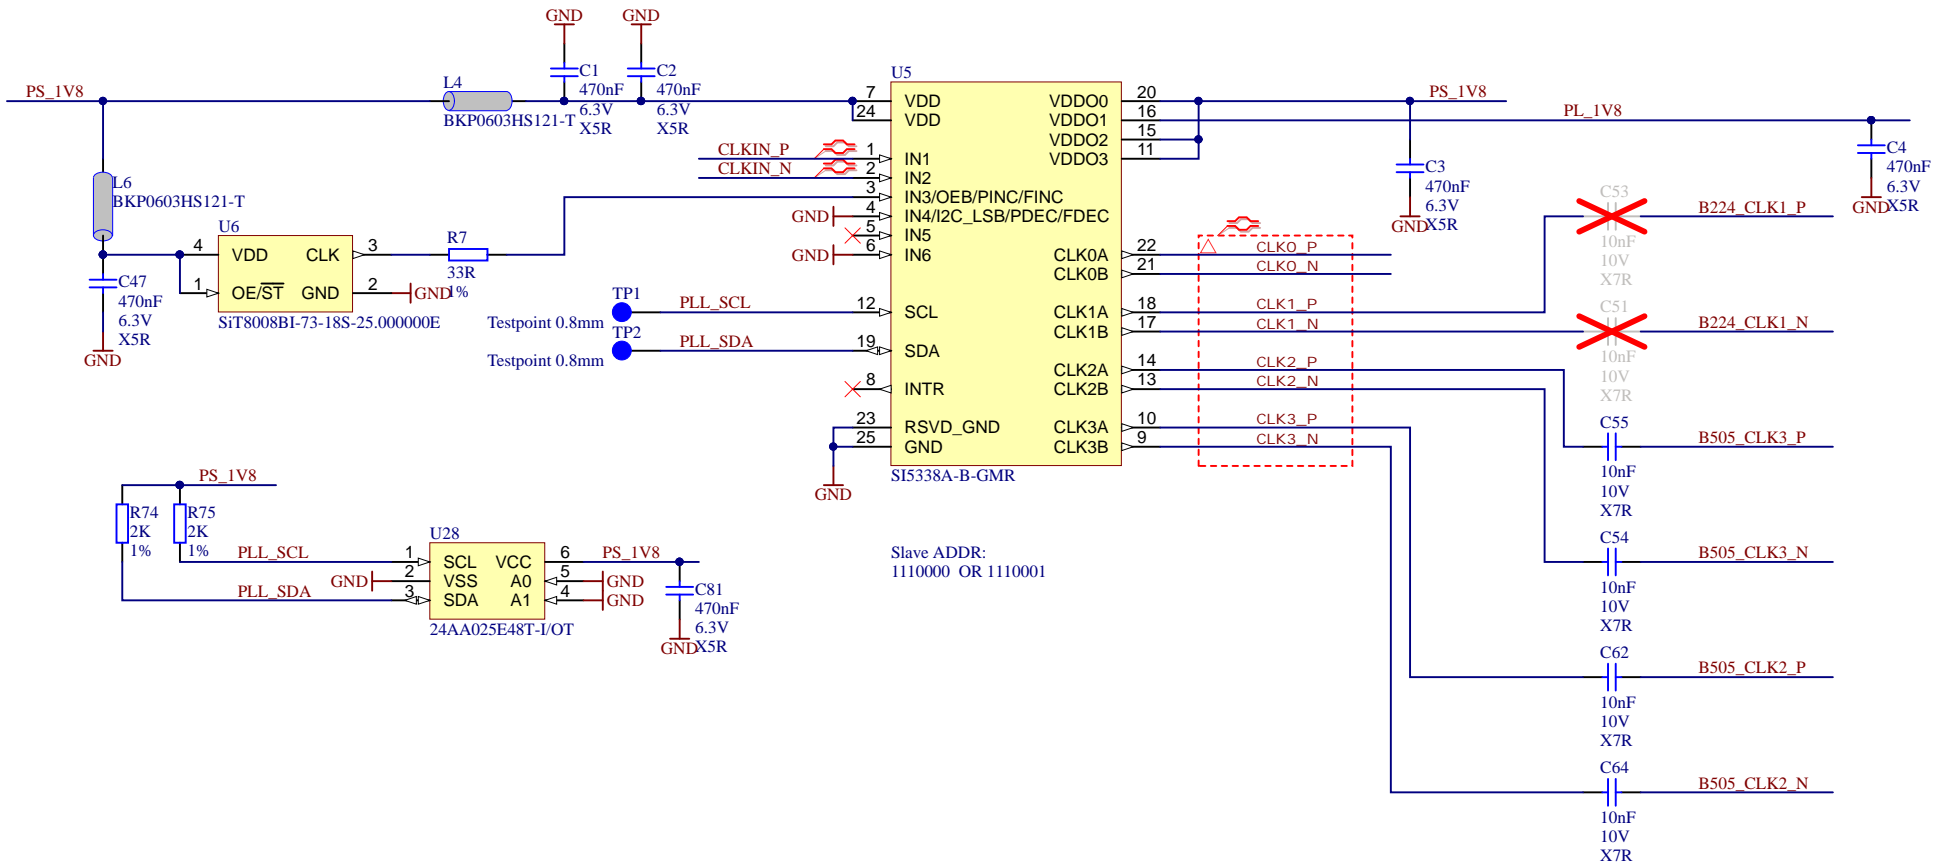 GND
GND
C1
470nF
6.3V
X5R
C2
470nF
6.3V
X5R
PS_1V8
L4
BKP0603HS121-T
L6
BKP0603HS121-T
U6
4
VDD
CLK
3
1
OE/ST
GND
2
GND
SiT8008BI-73-18S-25.000000E
C47
470nF
6.3V
X5R
GND
R7
33R
1%
CLKIN_P
CLKIN_N
GND
GND
TP1
Testpoint 0.8mm
PLL_SCL
TP2
Testpoint 0.8mm
PLL_SDA
U5
7
VDD
24
VDD
1
IN1
2
IN2
3
IN3/OEB/PINC/FINC
4
IN4/I2C_LSB/PDEC/FDEC
5
IN5
6
IN6
12
SCL
19
SDA
8
INTR
23
RSVD_GND
25
GND
GND
VDDO0
20
VDDO1
16
VDDO2
15
VDDO3
11
CLK0A
22
CLK0B
21
CLK1A
18
CLK1B
17
CLK2A
14
CLK2B
13
CLK3A
10
CLK3B
9
SI5338A-B-GMR
CLK0_P
CLK0_N
CLK1_P
CLK1_N
CLK2_P
CLK2_N
CLK3_P
CLK3_N
PS_1V8
PL_1V8
C3
470nF
6.3V
X5R
GND
C4
470nF
6.3V
X5R
GND
C53
10nF
10V
X7R
B224_CLK1_P
C51
10nF
10V
X7R
B224_CLK1_N
C55
10nF
10V
X7R
B505_CLK3_P
C54
10nF
10V
X7R
B505_CLK3_N
C62
10nF
10V
X7R
B505_CLK2_P
C64
10nF
10V
X7R
B505_CLK2_N
PS_1V8
R74
2K
1%
R75
2K
1%
PLL_SCL
GND
PLL_SDA
U28
1
SCL
VCC
6
2
VSS
A0
5
3
SDA
A1
4
24AA025E48T-I/OT
PS_1V8
GND
GND
C81
470nF
6.3V
X5R
GND
Slave ADDR:
1110000 OR 1110001